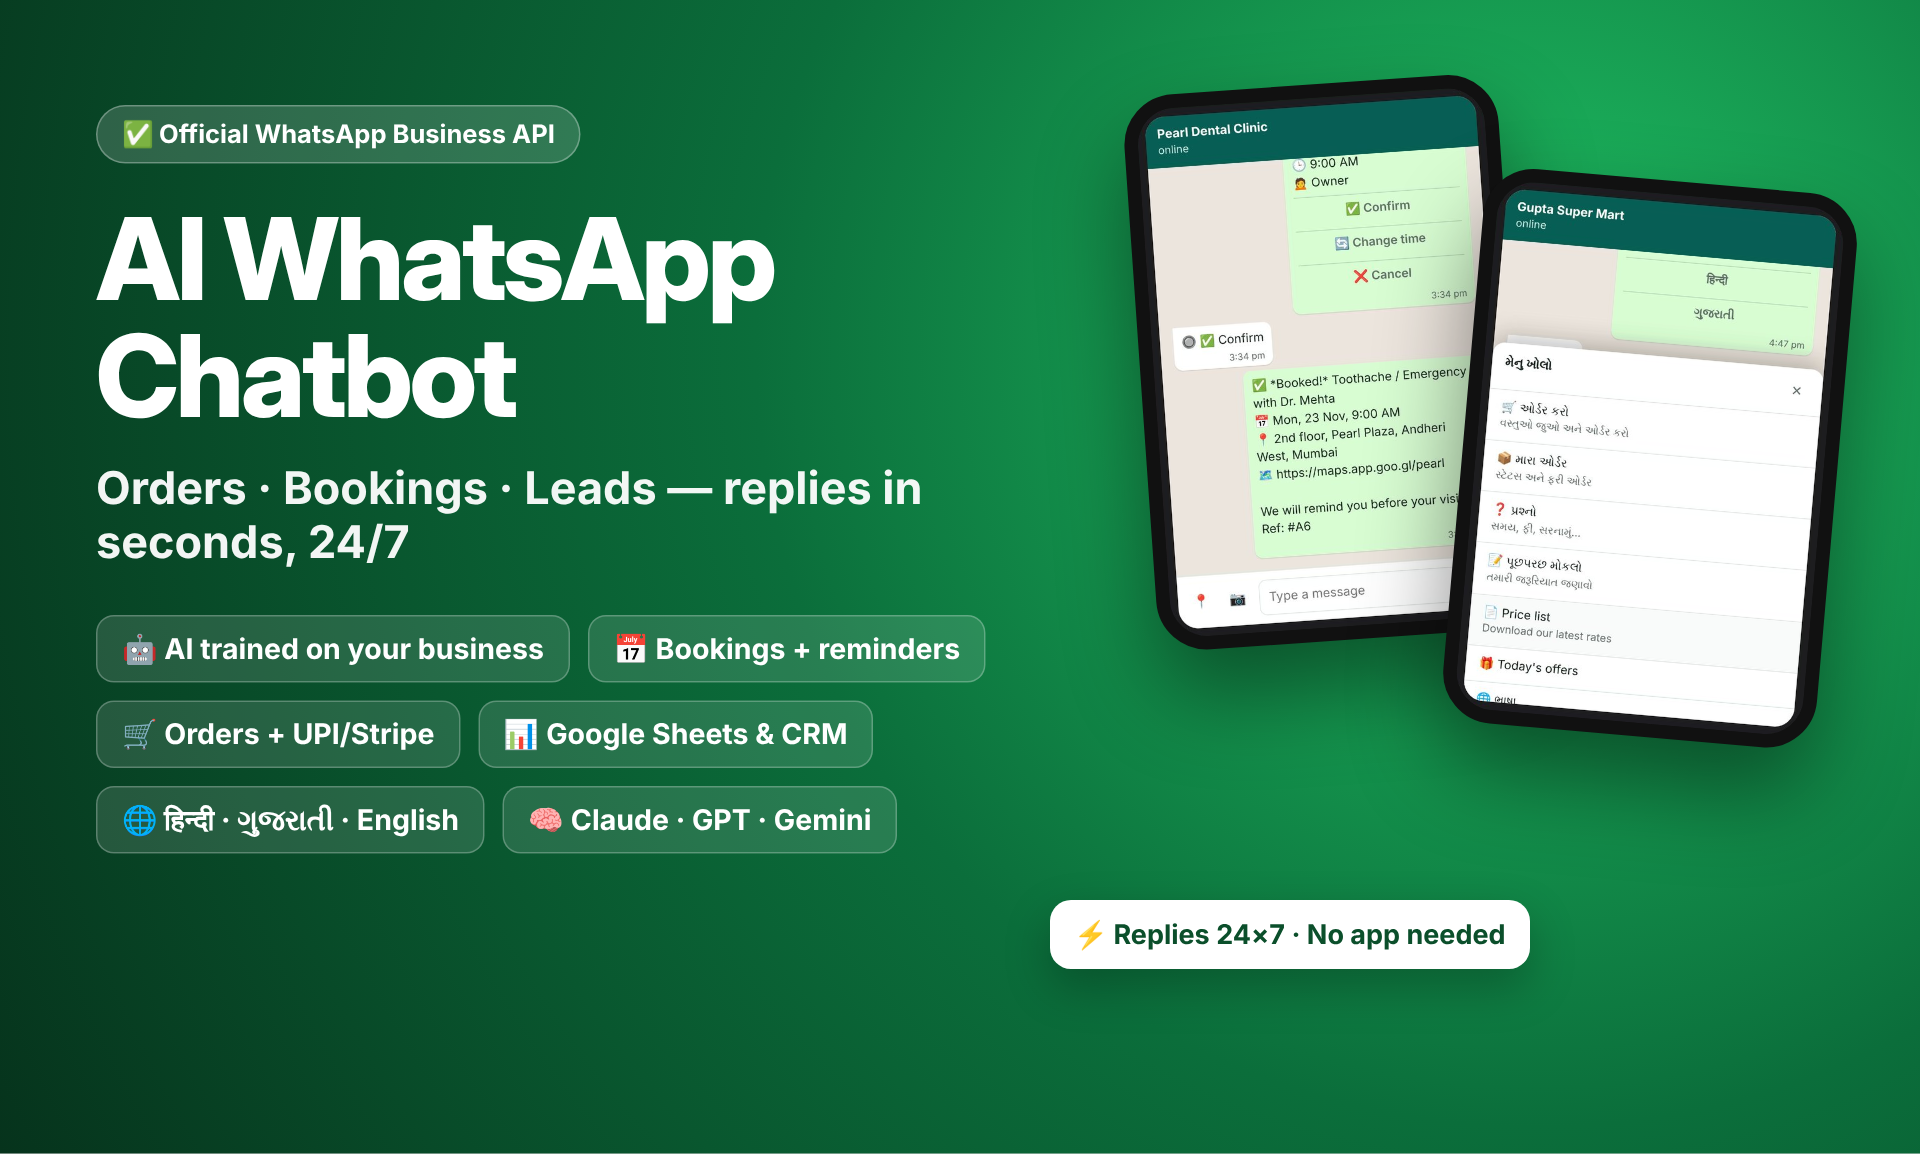 ✅ Official WhatsApp Business API
AI WhatsApp
Chatbot
Orders · Bookings · Leads — replies in
seconds, 24/7
🤖 AI trained on your business
📅 Bookings + reminders
🛒 Orders + UPI/Stripe
📊 Google Sheets & CRM
🌐 हिन्दी · ગુજરાતી · English
🧠 Claude · GPT · Gemini
Pearl Dental Clinic
online
🕒 9:00 AM
🙍 Owner
✅ Confirm
🔄 Change time
❌ Cancel
3:34 pm
🔘 ✅ Confirm
3:34 pm
✅ *Booked!* Toothache / Emergency
with Dr. Mehta
📅 Mon, 23 Nov, 9:00 AM
📍 2nd floor, Pearl Plaza, Andheri
West, Mumbai
🗺️ https://maps.app.goo.gl/pearl
We will remind you before your
Ref: #A6
Type a message
Gupta Super Mart
online
हिन्दी
ગુજરાતી
4:47 pm
મેનુ ખોલો
×
🛒 ઓર્ડર કરો
વસ્તુઓ જુઓ અને ઓર્ડર કરો
📦 મારા ઓર્ડર
સ્ટેટસ અને ફરી ઓર્ડર
❓ પ્રશ્નો
સમય, ફી, સરનામું...
📝 પૂછપરછ મોકલો
તમારી જરૂરિયાત જણાવો
📄 Price list
Download our latest rates
🎁 Today's offers
🌐 ભાષા
⚡ Replies 24×7 · No app needed